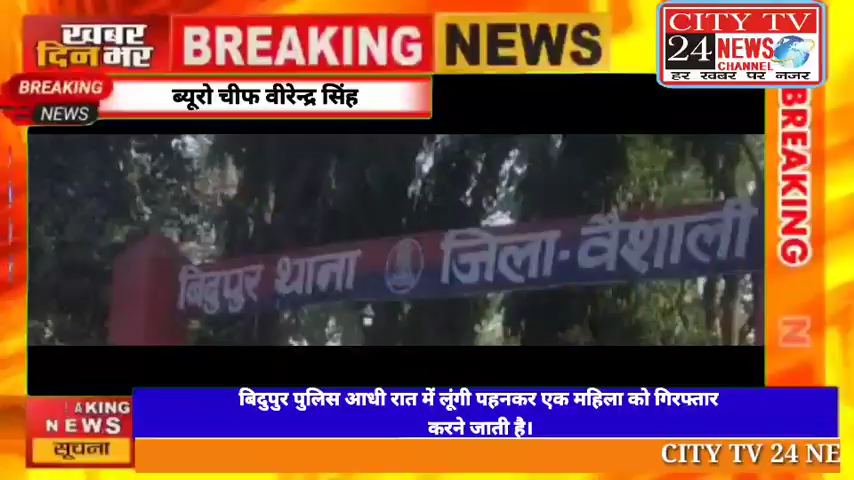 खबर
दिन भर
BREAKING NEWS
CITY TV
24 NEWS
CHANNEL
हर खबर पर नजर
BREAKING
NEWS
ब्यूरो चीफ वीरेन्द्र सिंह
BREAKING
N
बिदुपुर थाना जिला-वैशाली
AKING
NEWS
सूचना
बिदुपुर पुलिस आधी रात में लूंगी पहनकर एक महिला को गिरफ्तार
करने जाती है।
CITY TV 24 NE